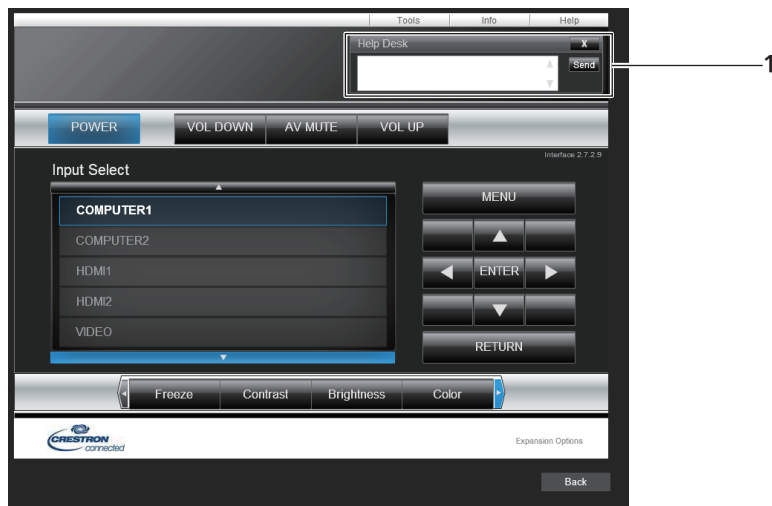 Tools Info Help
Help Desk X
Send
1
POWER VOL DOWN AV MUTE VOL UP
Interface 2.7.2.9
Input Select
COMPUTER1
COMPUTER2
HDMI1
HDMI2
VIDEO
MENU
ENTER
RETURN
Freeze Contrast Brightness Color
CRESTRON
connected
Expansion Options
Back